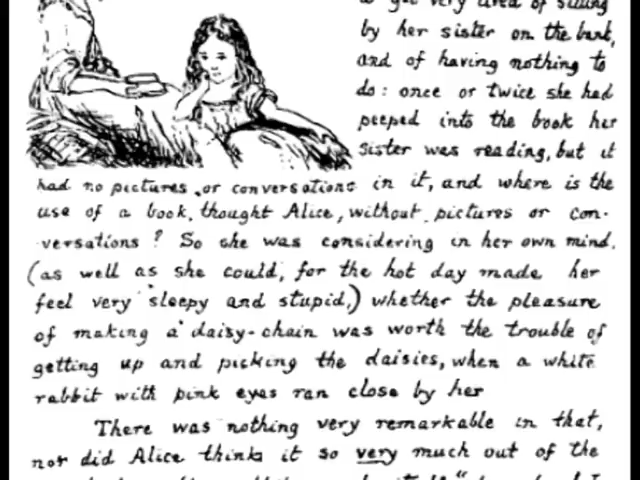 to get very tired of sitting
by her sister on the bank,
and of having nothing to
do: once or twice she had
peeped into the book her
sister was reading, but it
had no pictures or conversations in it, and where is the
use of a book, thought Alice, without pictures or con-
versations? So she was considering in her own mind,
(as well as she could, for the hot day made her
feel very sleepy and stupid,) whether the pleasure
of making a daisy-chain was worth the trouble of
getting up and picking the daisies, when a white
rabbit with pink eyes ran close by her
There was nothing very remarkable in that,
nor did Alice think it so very much out of the